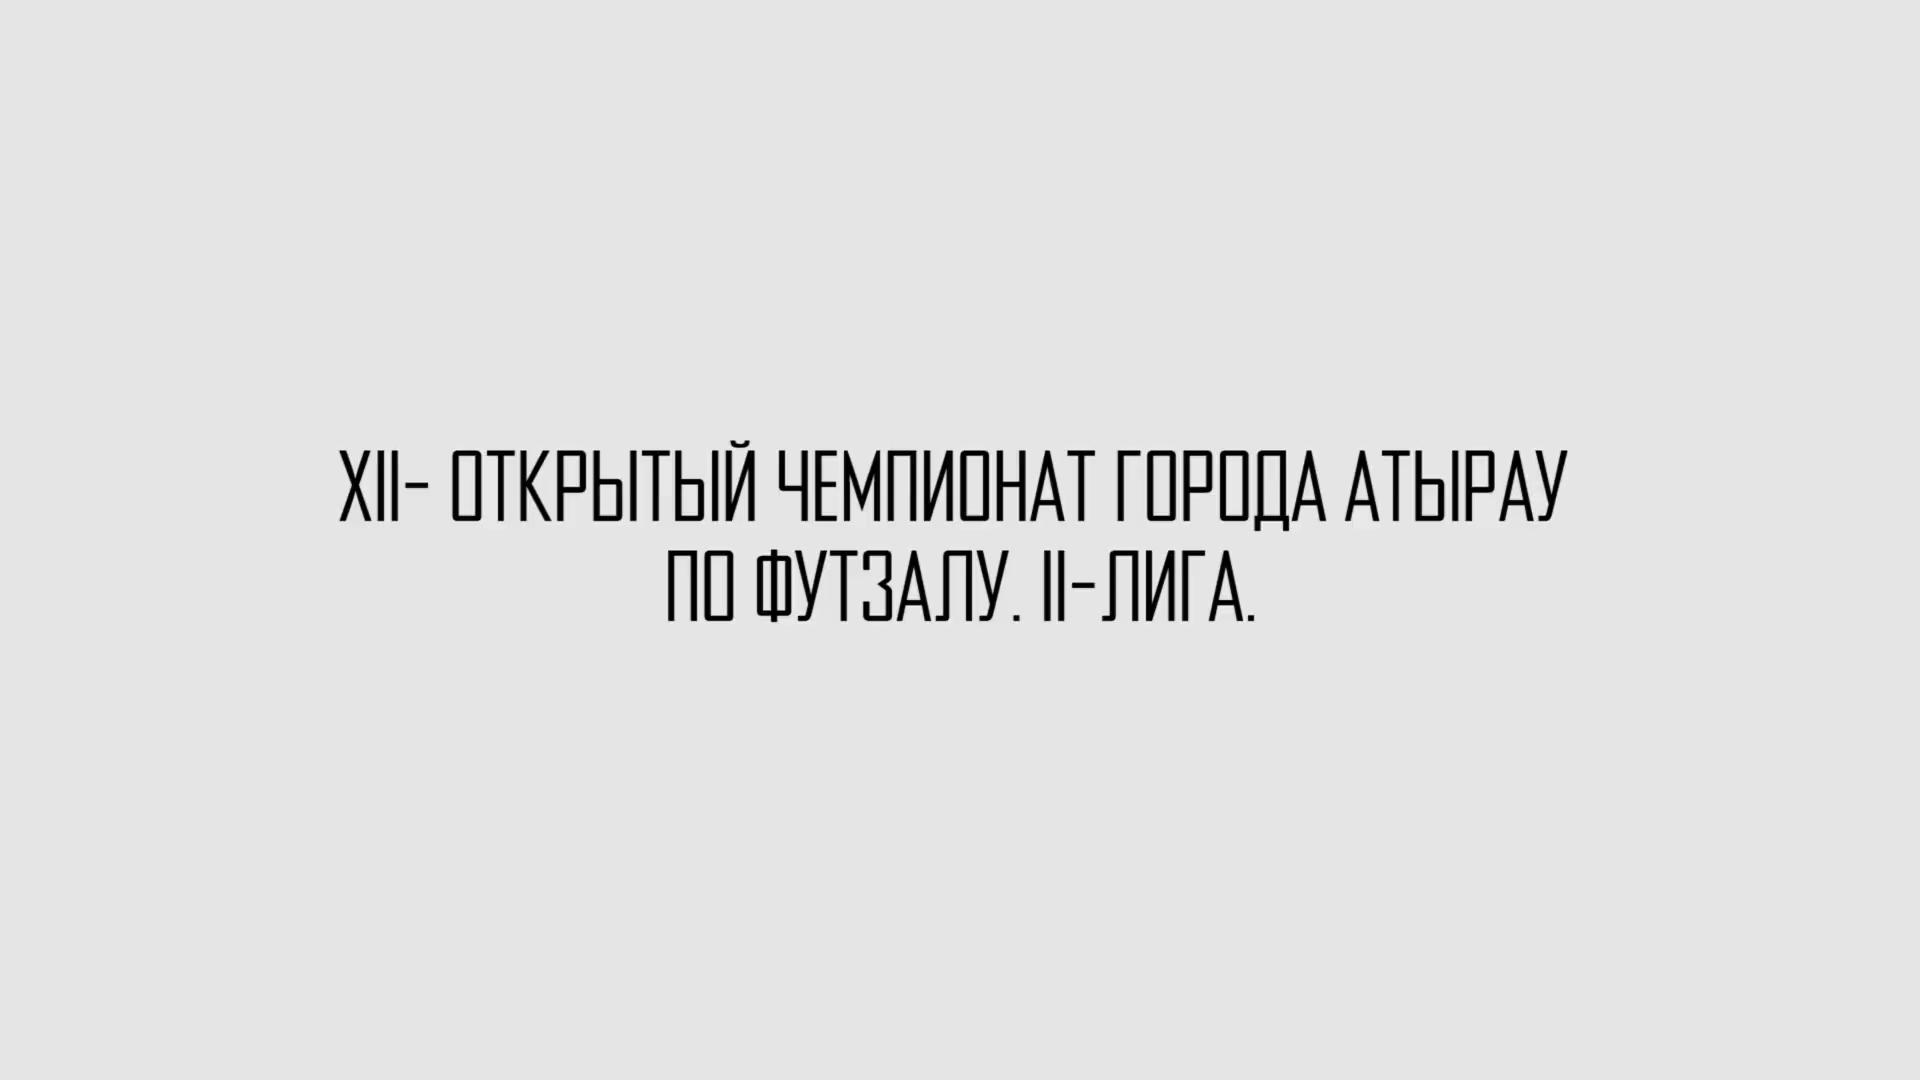 XII- ОТКРЫТЫЙ ЧЕМПИОНАТ ГОРОДА АТЫРАУ
ПО ФУТЗАЛУ. II-ЛИГА.